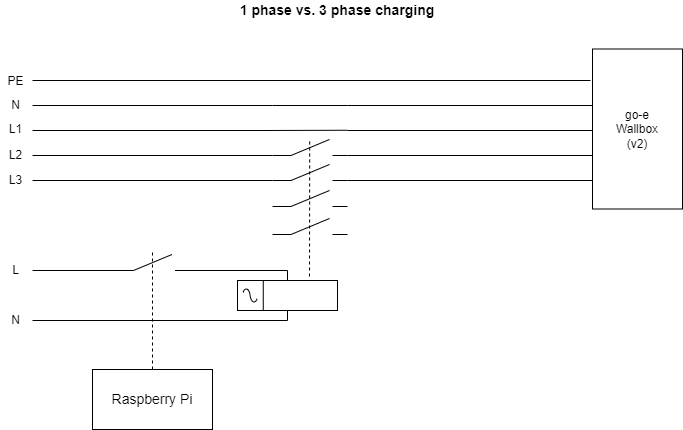 1 phase vs. 3 phase charging
PE
N
L1
L2
L3
go-e
Wallbox
(v2)
L
N
Raspberry Pi